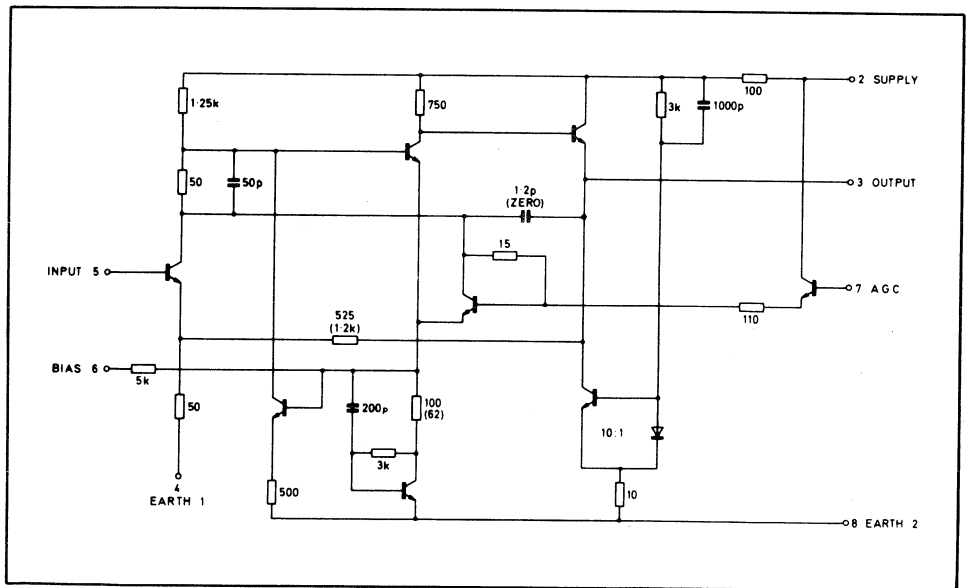 2 SUPPLY
100
1·25k
750
3k
1000p
50
50p
3 OUTPUT
1·2p
(ZERO)
15
INPUT 5
7 AGC
110
525
(1·2k)
BIAS 6
5k
50
200p
100
(62)
10:1
3k
4
EARTH 1
500
10
8 EARTH 2